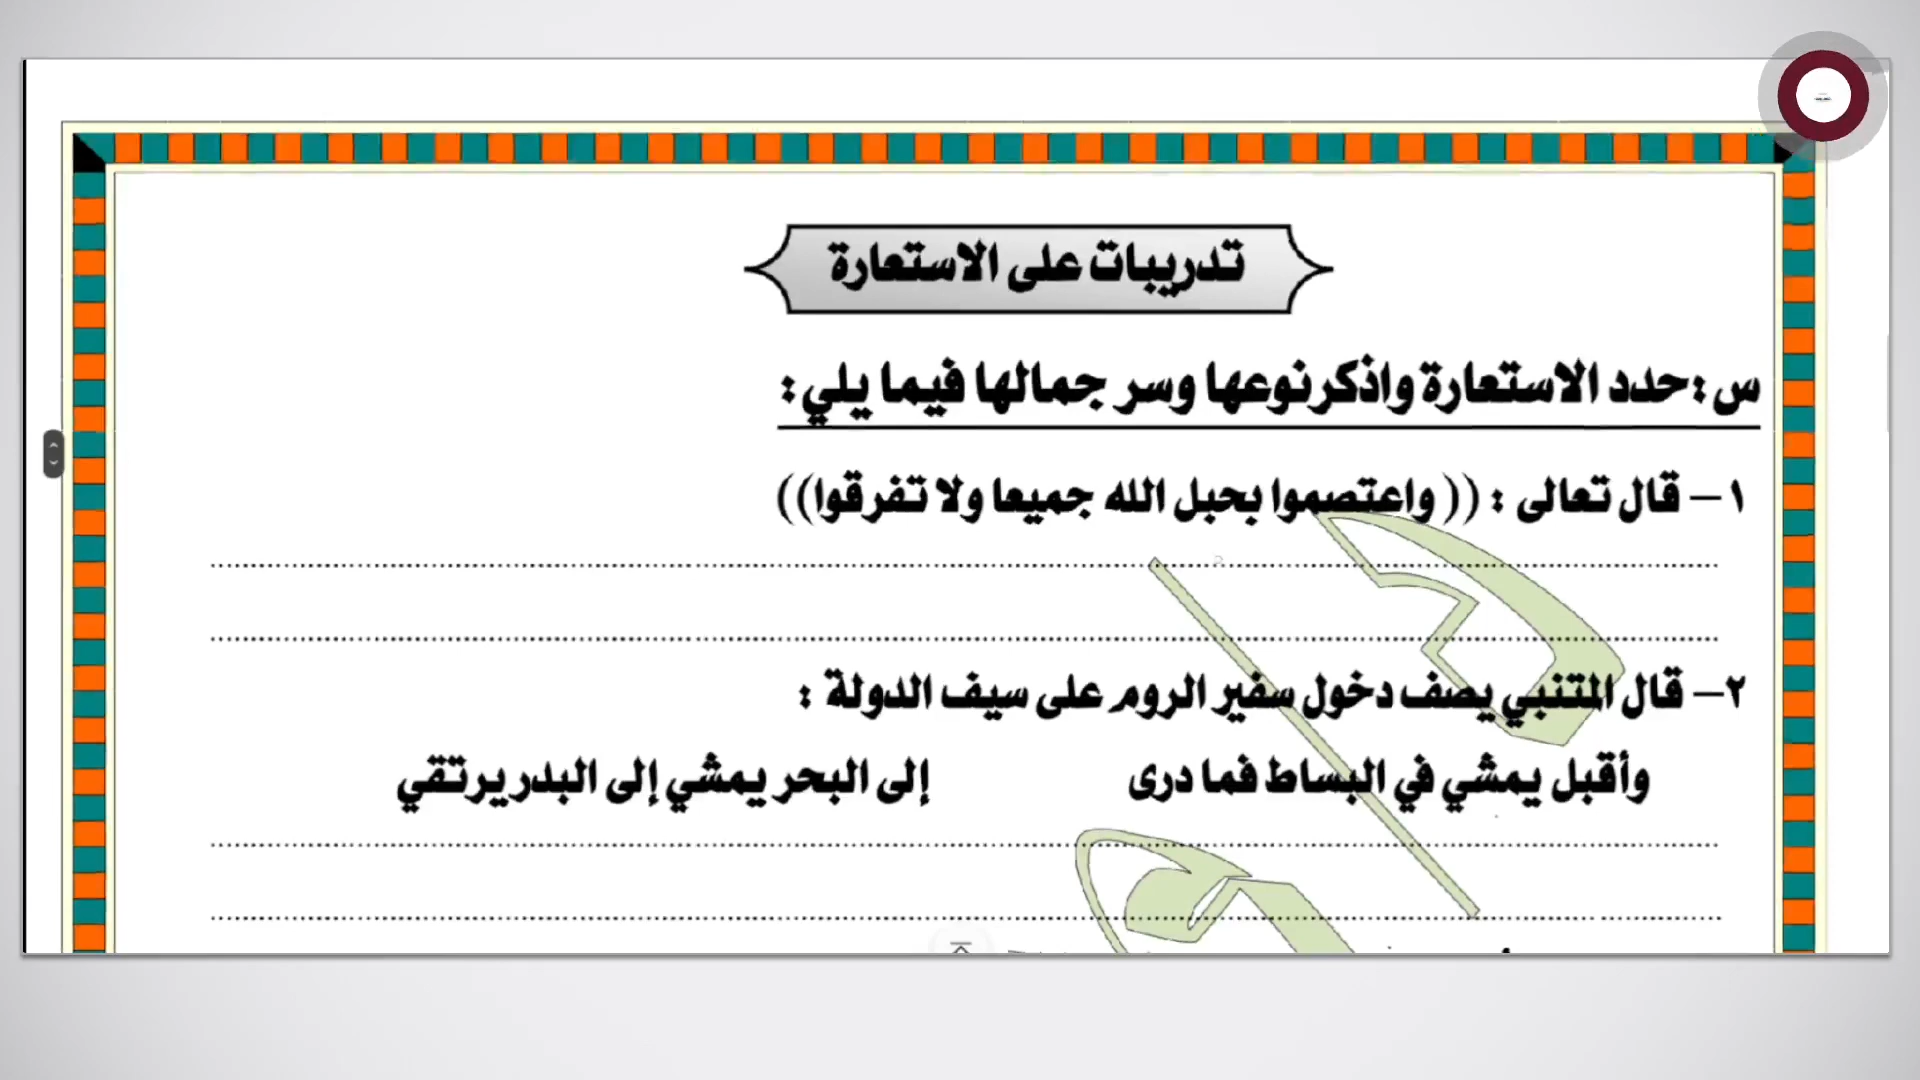 تدريبات على الاستعارة
س : حدد الاستعارة واذكر نوعها وسر جمالها فيما يلي :
١ – قال تعالى : (( واعتصموا بحبل الله جميعا ولا تفرقوا))
٢– قال المتنبي يصف دخول سفير الروم على سيف الدولة :
وأقبل يمشي في البساط فما درى إلى البحر يمشي إلى البدر يرتقي